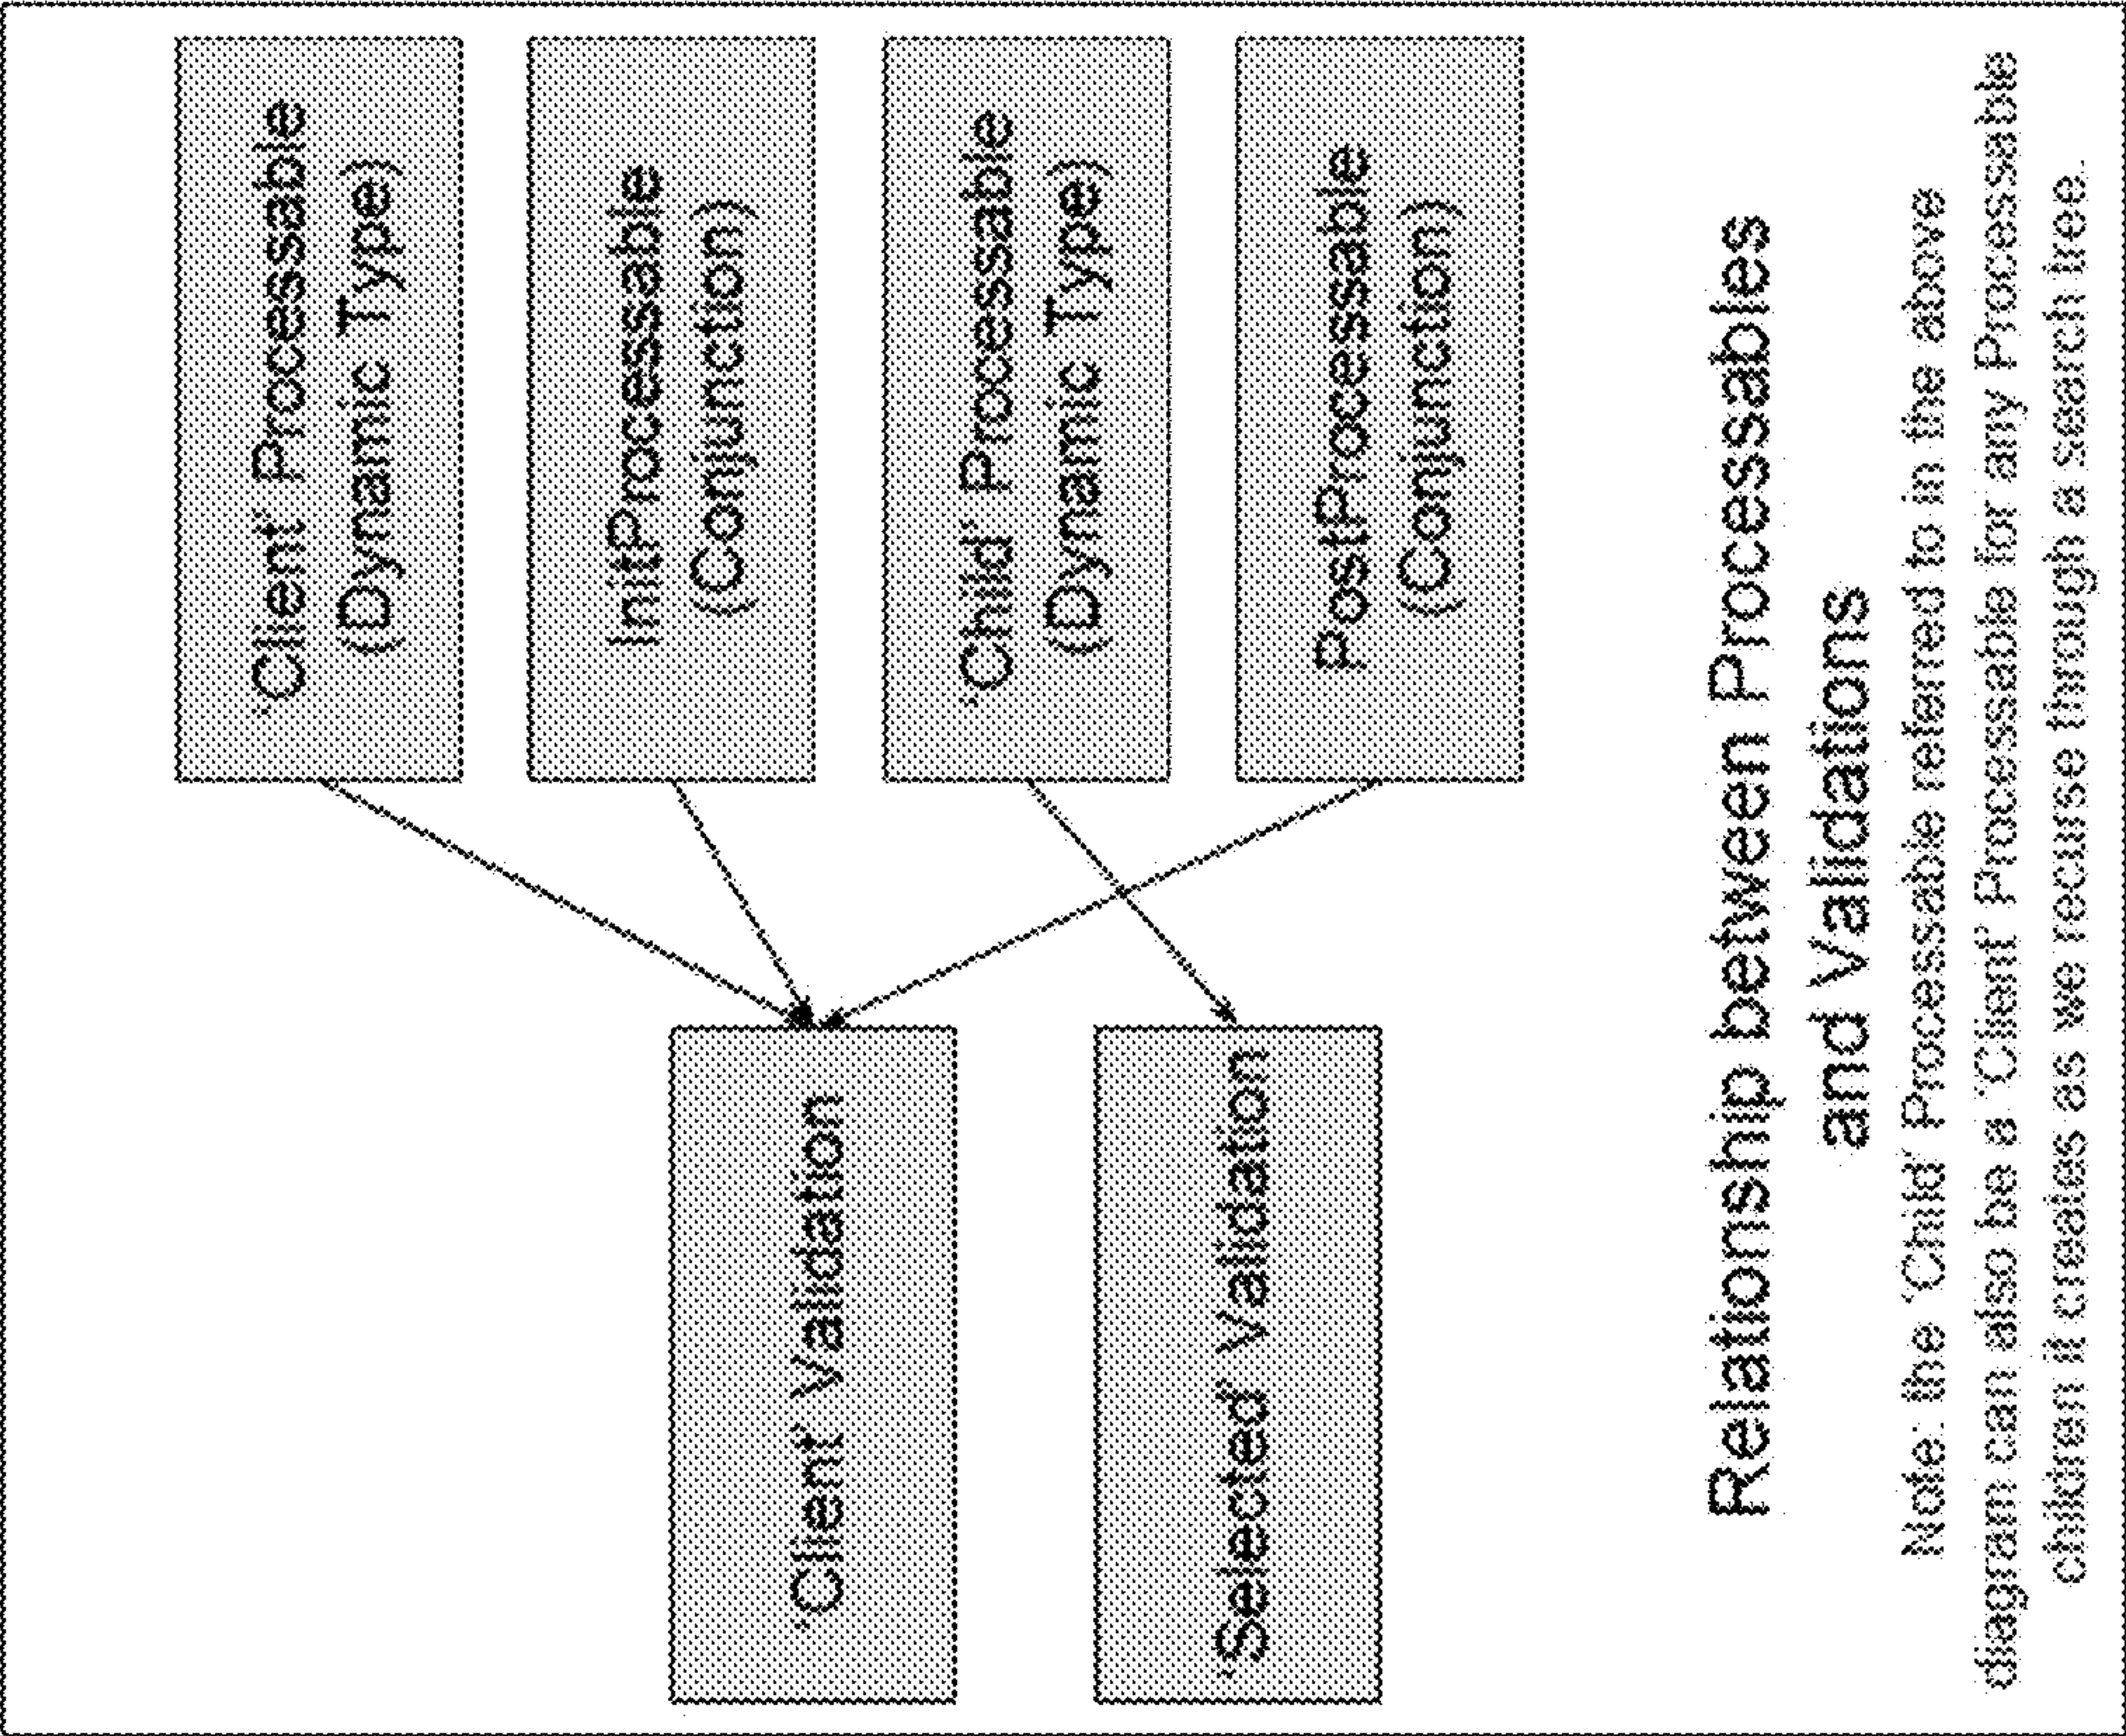 ‘Client’ Validation
‘Selected’ Validation
‘Client’ Processable
(Dynamic Type)
InitProcessable
(Conjunction)
‘Child’ Processable
(Dynamic Type)
PostProcessable
(Conjunction)
Relationship between Processables
and Validations
Note: the ‘Child’ Processable referred to in the above
diagram can also be a ‘Client’ Processable for any Processable
children it creates as we recurse through a search tree.